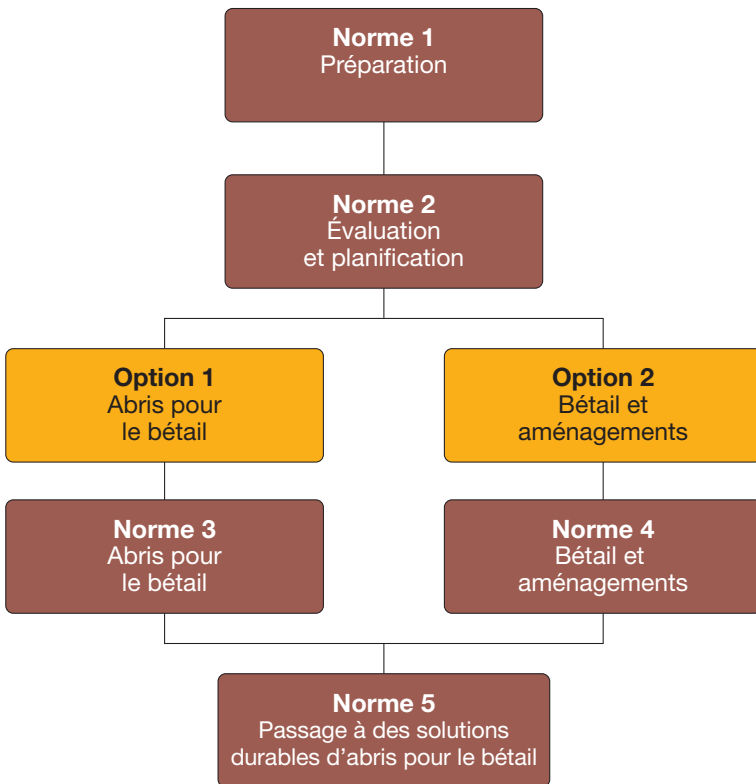 Norme 1
Préparation
Norme 2
Évaluation
et planification
Option 1
Abris pour
le bétail
Option 2
Bétail et
aménagements
Norme 3
Abris pour
le bétail
Norme 4
Bétail et
aménagements
Norme 5
Passage à des solutions
durables d’abris pour le bétail